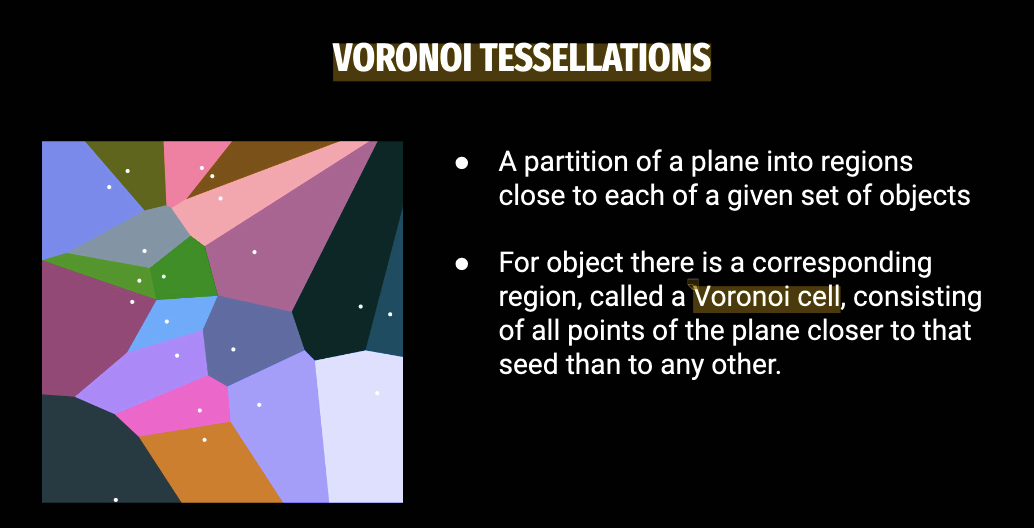 VORONOI TESSELLATIONS
● A partition of a plane into regions
close to each of a given set of objects
● For object there is a corresponding
region, called a Voronoi cell, consisting
of all points of the plane closer to that
seed than to any other.